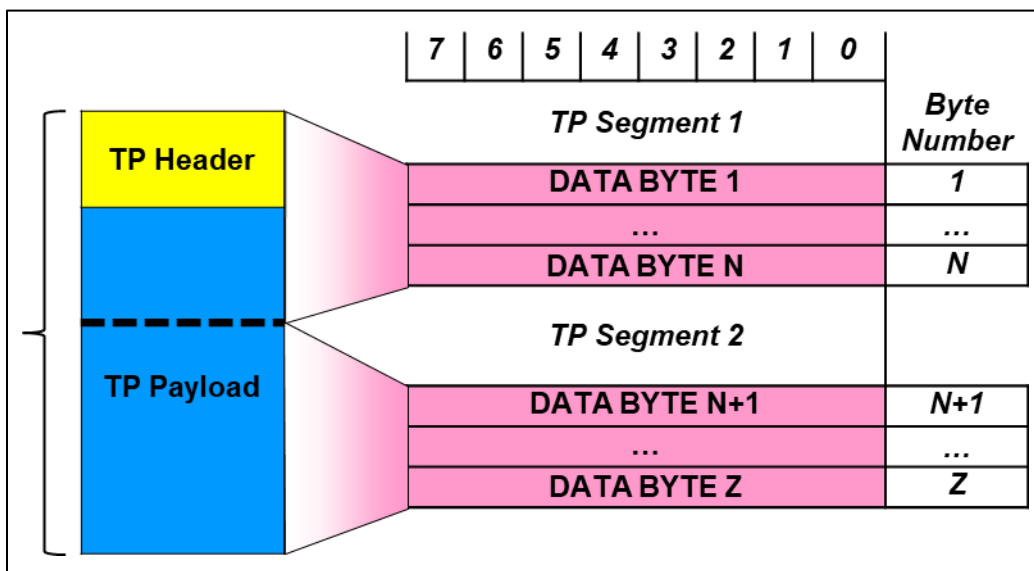 7 6 5 4 3 2 1 0
Byte
Number
TP Segment 1
TP Header
DATA BYTE 1 1
... ...
DATA BYTE N N
TP Segment 2
TP Payload
DATA BYTE N+1 N+1
... ...
DATA BYTE Z Z